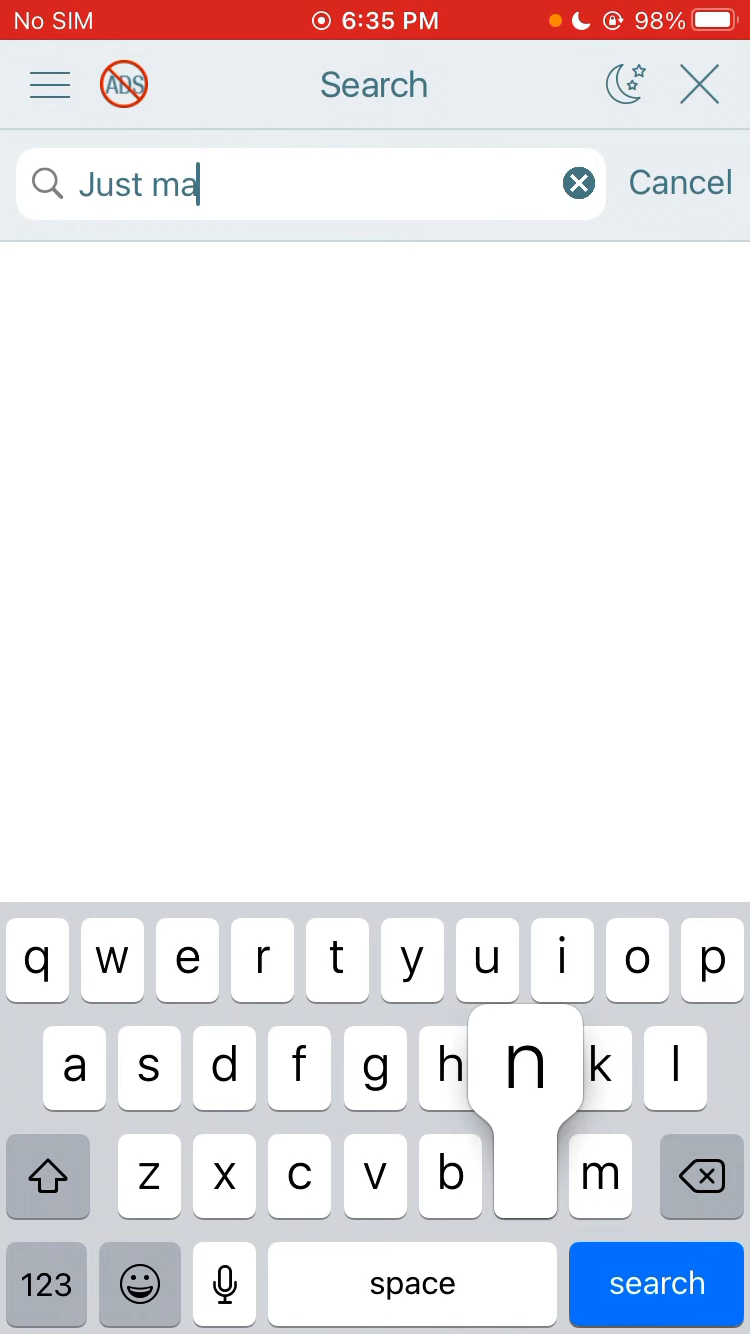 No SIM 6:35 PM 98%
ADS Search
Just ma Cancel
q w e r t y u i o p
a s d f g h n k l
z x c v b m
123 space search